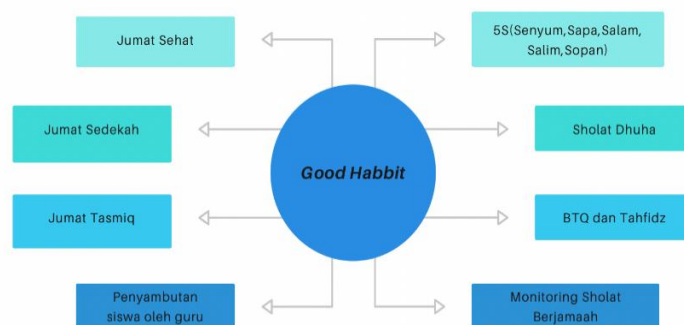 Jumat Sehat
5S(Senyum,Sapa,Salam,
Salim,Sopan)
Jumat Sedekah
Sholat Dhuha
Good Habbit
Jumat Tasmiq
BTQ dan Tahfidz
Penyambutan
siswa oleh guru
Monitoring Sholat
Berjamaah